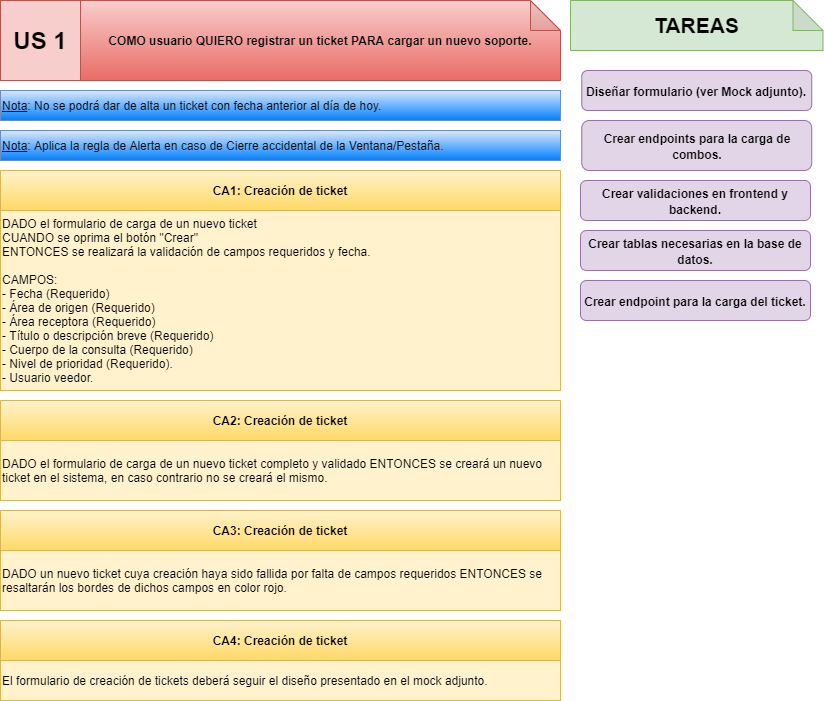 US 1
COMO usuario QUIERO registrar un ticket PARA cargar un nuevo soporte.
Nota: No se podrá dar de alta un ticket con fecha anterior al día de hoy.
Nota: Aplica la regla de Alerta en caso de Cierre accidental de la Ventana/Pestaña.
CA1: Creación de ticket
DADO el formulario de carga de un nuevo ticket
CUANDO se oprima el botón "Crear"
ENTONCES se realizará la validación de campos requeridos y fecha.
CAMPOS:
- Fecha (Requerido)
- Área de origen (Requerido)
- Área receptora (Requerido)
- Título o descripción breve (Requerido)
- Cuerpo de la consulta (Requerido)
- Nivel de prioridad (Requerido).
- Usuario veedor.
CA2: Creación de ticket
DADO el formulario de carga de un nuevo ticket completo y validado ENTONCES se creará un nuevo
ticket en el sistema, en caso contrario no se creará el mismo.
CA3: Creación de ticket
DADO un nuevo ticket cuya creación haya sido fallida por falta de campos requeridos ENTONCES se
resaltarán los bordes de dichos campos en color rojo.
CA4: Creación de ticket
El formulario de creación de tickets deberá seguir el diseño presentado en el mock adjunto.
TAREAS
Diseñar formulario (ver Mock adjunto).
Crear endpoints para la carga de
combos.
Crear validaciones en frontend y
backend.
Crear tablas necesarias en la base de
datos.
Crear endpoint para la carga del ticket.